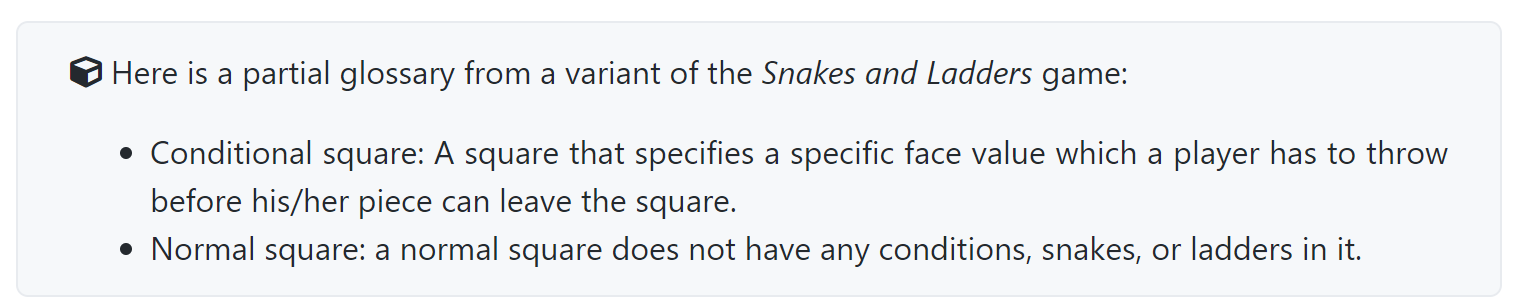 Here is a partial glossary from a variant of the Snakes and Ladders game:
• Conditional square: A square that specifies a specific face value which a player has to throw
before his/her piece can leave the square.
• Normal square: a normal square does not have any conditions, snakes, or ladders in it.